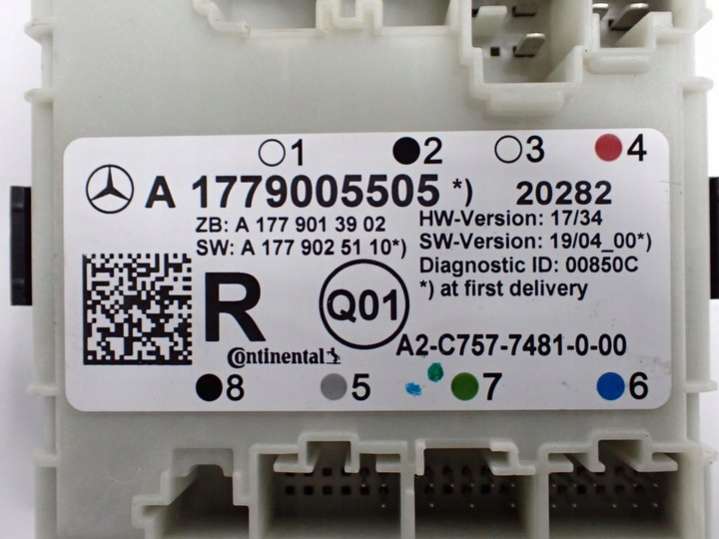 1 2 3 4
A 1779005505 *) 20282
ZB: A 177 901 39 02
SW: A 177 902 51 10*)
HW-Version: 17/34
SW-Version: 19/04_00*)
Diagnostic ID: 00850C
*) at first delivery
R Q01
Continental
A2-C757-7481-0-00
8 5 7 6